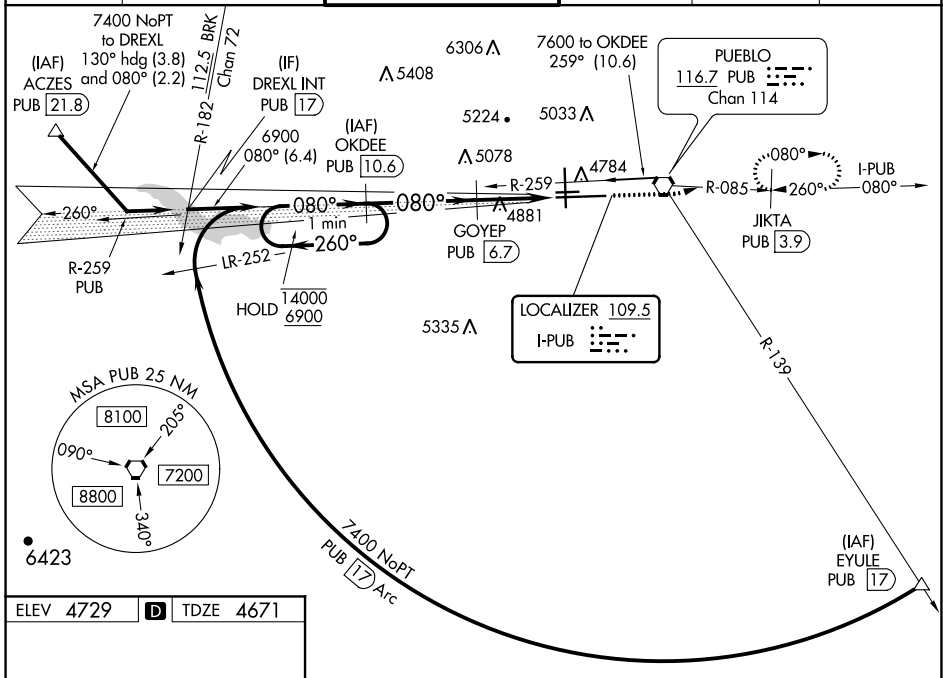 7400 NoPT
to DREXL
130° hdg (3.8)
and 080° (2.2)
(IAF)
ACZES
PUB 21.8
112.5 BRK
Chan 72
R-182
(IF)
DREXL INT
PUB 17
6900
080° (6.4)
(IAF)
OKDEE
PUB 10.6
6306
5408
5224
5033
5078
4784
4881
5335
7600 to OKDEE
259° (10.6)
PUEBLO
116.7 PUB
Chan 114
080°
260°
I-PUB
080°
R-085
JIKTA
PUB 3.9
R-259
260°
080°
080°
1 min
260°
GOYEP
PUB 6.7
R-259
PUB
LR-252
HOLD 14000
6900
LOCALIZER 109.5
I-PUB
R-139
MSA PUB 25 NM
8100
205°
090°
7200
8800
340°
6423
7400 NoPT
PUB 17 Arc
(IAF)
EYULE
PUB 17
ELEV 4729 D TDZE 4671